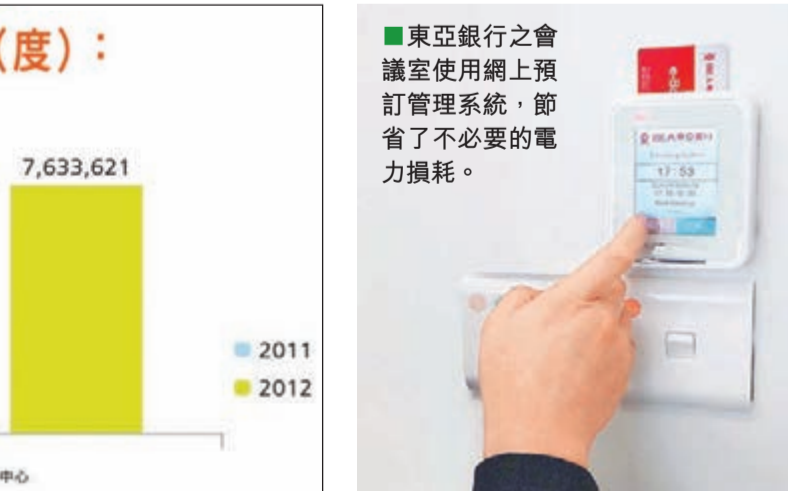 （度）：
7,633,621
2011
2012
中心
■東亞銀行之會
議室使用網上預
訂管理系統，節
省了不必要的電
力損耗。
17:53